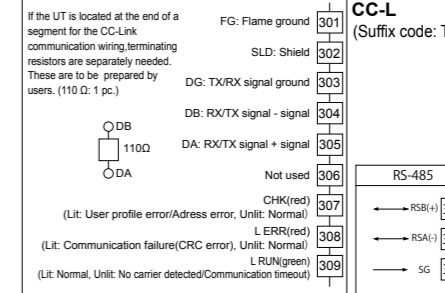 If the UT is located at the end of a
segment for the CC-Link
communication wiring,terminating
resistors are separately needed.
These are to be prepared by
users. (110 Ω: 1 pc.)
DB
110Ω
DA
FG: Flame ground 301
SLD: Shield 302
DG: TX/RX signal ground 303
DB: RX/TX signal - signal 304
DA: RX/TX signal + signal 305
Not used 306
CHK(red)
(Lit: User profile error/Adress error, Unlit: Normal) 307
L ERR(red)
(Lit: Communication failure(CRC error), Unlit: Normal) 308
L RUN(green)
(Lit: Normal, Unlit: No carrier detected/Communication timeout) 309
CC-L
(Suffix code:
RS-485
RSB(+)
RSA(-)
SG